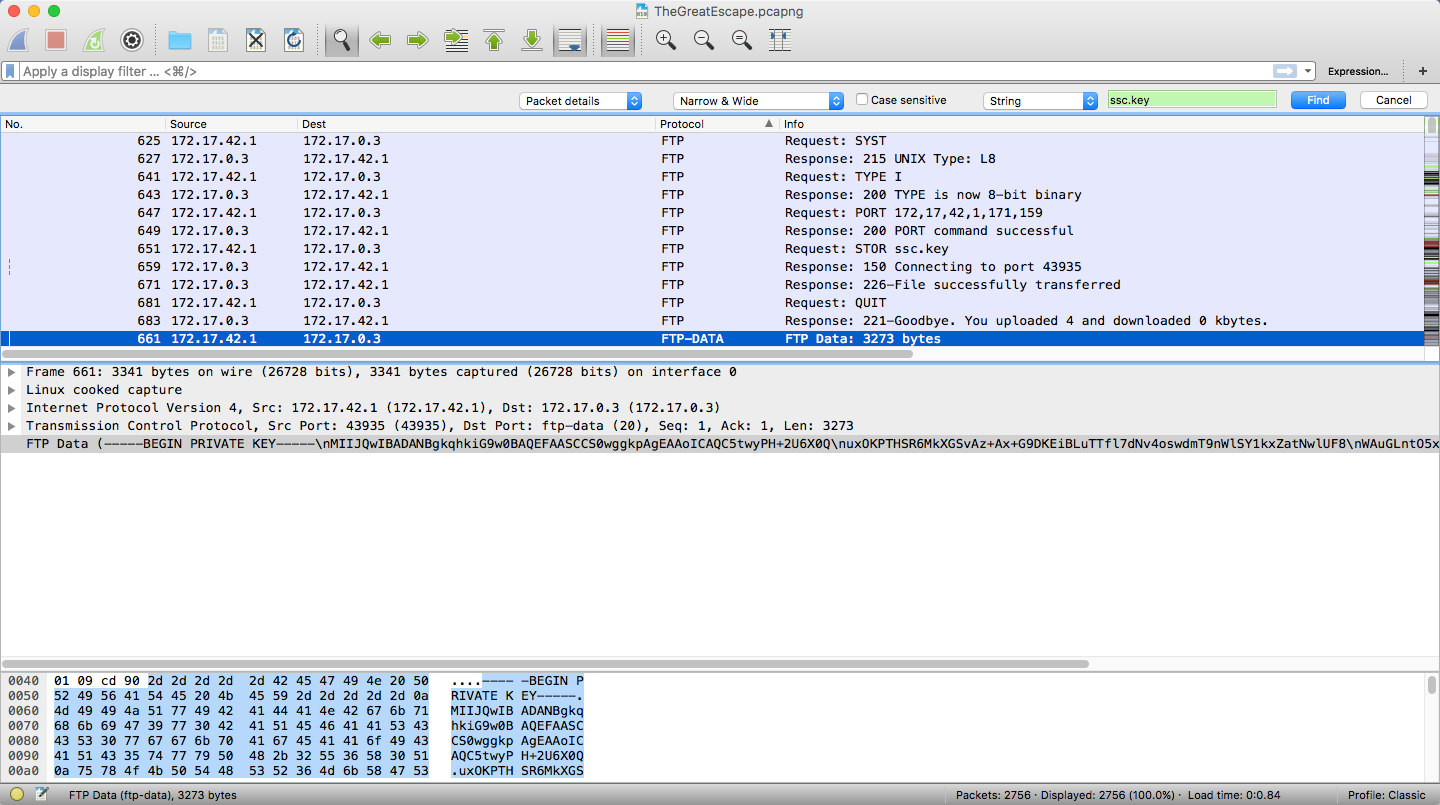 TheGreatEscape.pcapng
Apply a display filter ... <⌘/>
Expression...
+
Packet details
Narrow & Wide
Case sensitive
String
ssc.key
Find
Cancel
No. Source Dest Protocol Info
625 172.17.42.1 172.17.0.3 FTP Request: SYST
627 172.17.0.3 172.17.42.1 FTP Response: 215 UNIX Type: L8
641 172.17.42.1 172.17.0.3 FTP Request: TYPE I
643 172.17.0.3 172.17.42.1 FTP Response: 200 TYPE is now 8-bit binary
647 172.17.42.1 172.17.0.3 FTP Request: PORT 172,17,42,1,171,159
649 172.17.0.3 172.17.42.1 FTP Response: 200 PORT command successful
651 172.17.42.1 172.17.0.3 FTP Request: STOR ssc.key
659 172.17.0.3 172.17.42.1 FTP Response: 150 Connecting to port 43935
671 172.17.0.3 172.17.42.1 FTP Response: 226-File successfully transferred
681 172.17.42.1 172.17.0.3 FTP Request: QUIT
683 172.17.0.3 172.17.42.1 FTP Response: 221-Goodbye. You uploaded 4 and downloaded 0 kbytes.
661 172.17.42.1 172.17.0.3 FTP-DATA FTP Data: 3273 bytes
Frame 661: 3341 bytes on wire (26728 bits), 3341 bytes captured (26728 bits) on interface 0
Linux cooked capture
Internet Protocol Version 4, Src: 172.17.42.1 (172.17.42.1), Dst: 172.17.0.3 (172.17.0.3)
Transmission Control Protocol, Src Port: 43935 (43935), Dst Port: ftp-data (20), Seq: 1, Ack: 1, Len: 3273
FTP Data (-----BEGIN PRIVATE KEY-----\nMIIJQwIBADANBgkqhkiG9w0BAQEFAASCCS0wggkpAgEAAoICAQC5twyPH+2U6X0Q\nuxOKPTHSR6MkXGSvAz+Ax+G9DKEiBLuTTfl7dNv4oswdmT9nWlSY1kxZatNwlUF8\nWAuGLntO5x
0040 01 09 cd 90 2d 2d 2d 2d 2d 42 45 47 49 4e 20 50 ....---- -BEGIN P
0050 52 49 56 41 54 45 20 4b 45 59 2d 2d 2d 2d 2d 0a RIVATE K EY-----.
0060 4d 49 49 4a 51 77 49 42 41 44 41 4e 42 67 6b 71 MIIJQwIB ADANBgkq
0070 68 6b 69 47 39 77 30 42 41 51 45 46 41 41 53 43 hkiG9w0B AQEFAASC
0080 43 53 30 77 67 67 6b 70 41 67 45 41 41 6f 49 43 CS0wggkp AgEAAoIC
0090 41 51 43 35 74 77 79 50 48 2b 32 55 36 58 30 51 AQC5twyP H+2U6X0Q
00a0 0a 75 78 4f 4b 50 54 48 53 52 36 4d 6b 58 47 53 .uxOKPTH SR6MkXGS
FTP Data (ftp-data), 3273 bytes
Packets: 2756 · Displayed: 2756 (100.0%) · Load time: 0:0.84
Profile: Classic